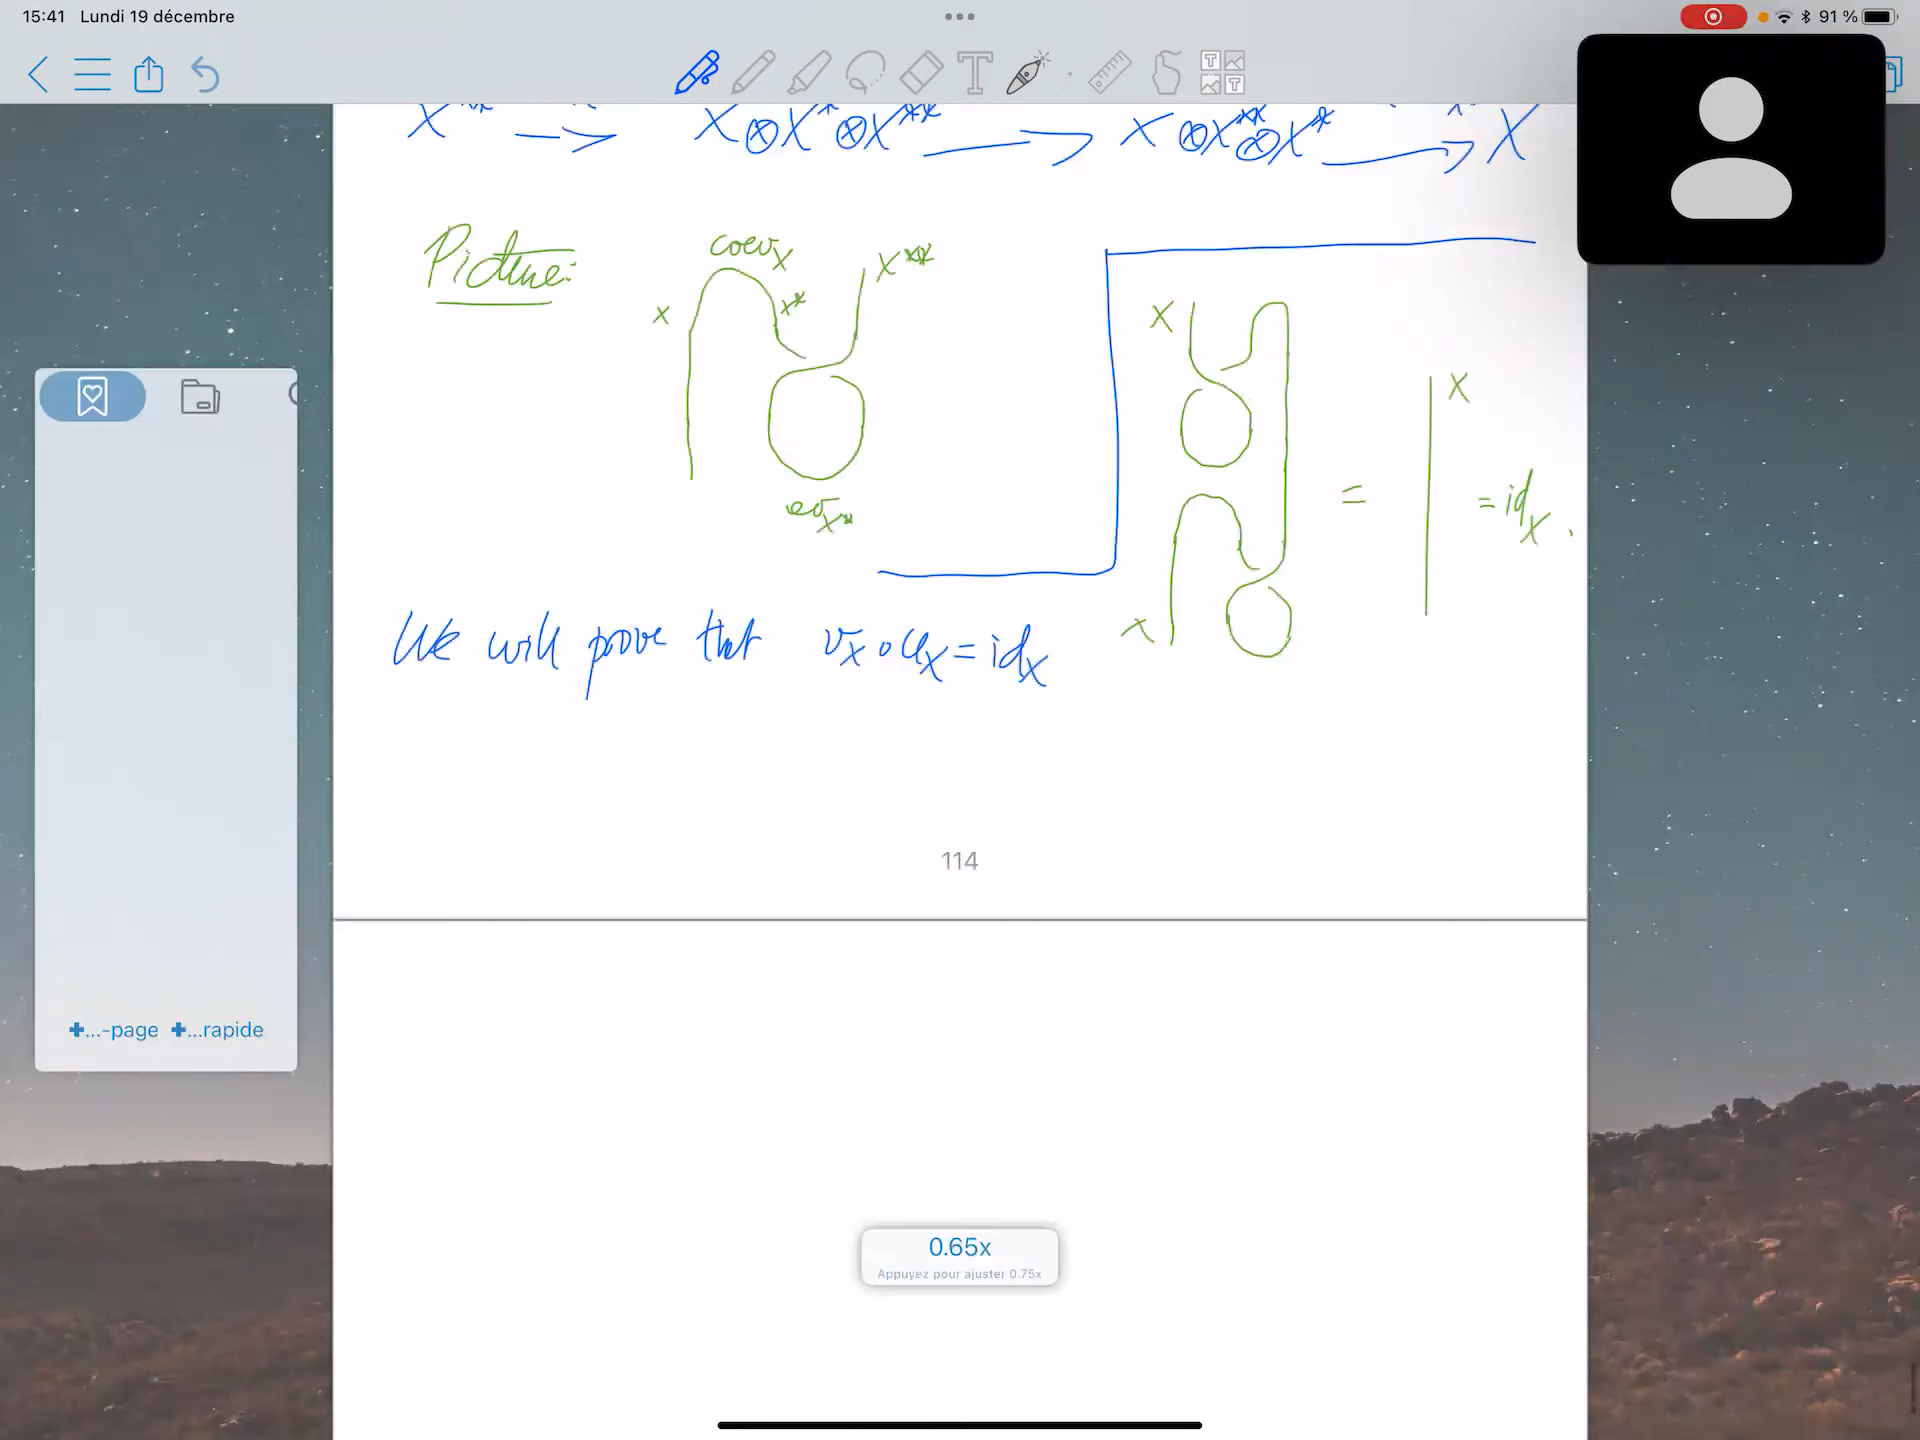 15:41 Lundi 19 décembre
91 %
X** → X⊗X*⊗X** → X⊗X**⊗X* → X
Picture:
coev_X
X**
X
X*
ev_X*
X
X
=
X
= id_X .
We will prove that v_X ∘ u_X = id_X
114
+...-page +...rapide
0.65x
Appuyez pour ajuster 0.75x